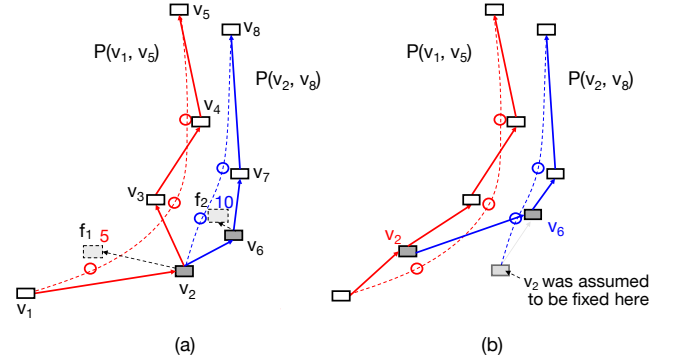 v5
v8
P(v1, v5)
P(v2, v8)
v4
v3
v7
f2 10
f1 5
v6
v2
v1
(a)
P(v1, v5)
P(v2, v8)
v2
v6
v2 was assumed
to be fixed here
(b)